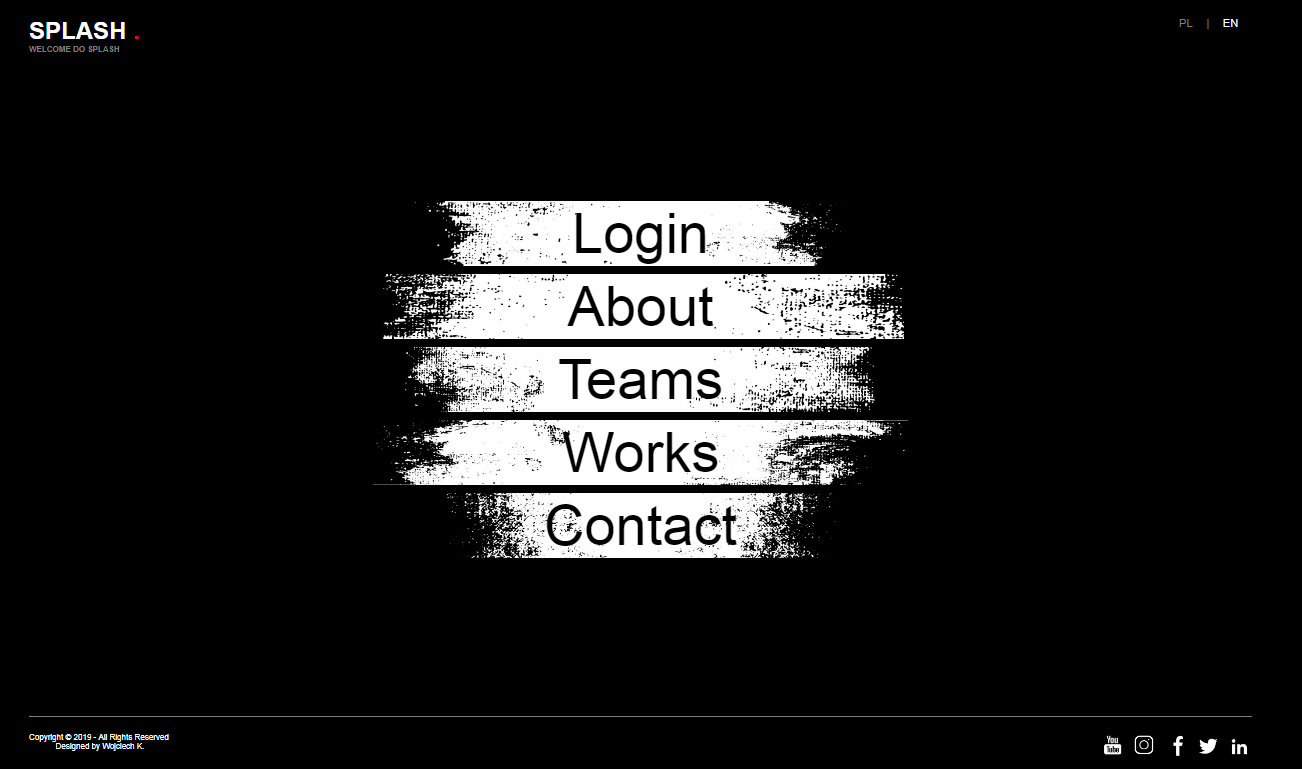 SPLASH .
WELCOME DO SPLASH
PL | EN
Login
About
Teams
Works
Contact
Copyright © 2019 - All Rights Reserved
Designed by Wojciech K.
You
Tube
in